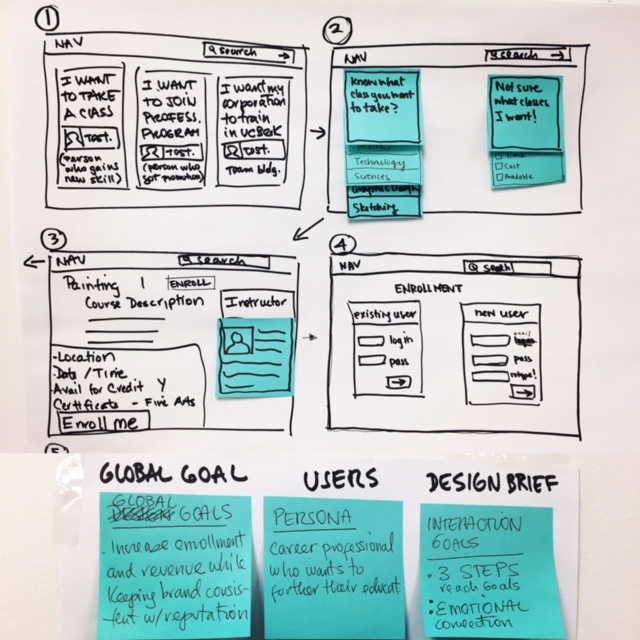 1
NAV
search →
I WANT
TO TAKE
A CLASS
TEST.
(person
who gains
new skill)
I WANT
TO JOIN
PROFESS.
PROGRAM
TEST.
(person who
got promotion)
I want my
corporation
to train
in UCB2K
TEST.
Team bldg.
2
NAV
search →
Know what
class you want
to take?
Technology
Sciences
Graphic Design
Sketching
Not sure
what classes
I want!
Time
Cost
Available
3
NAV
search
Painting 1 ENROLL
Course Description
Instructor
-Location
-Date / Time
-Avail for Credit Y
Certificate - Fine Arts
Enroll me
4
NAV
search
ENROLLMENT
existing user
log in
pass
→
new user
email
pass
retype!
→
GLOBAL GOAL
GLOBAL
DESIGN GOALS
- Increase enrollment
and revenue while
keeping brand consis-
tent w/reputation
USERS
PERSONA
career professional
who wants to
further their educat
DESIGN BRIEF
INTERACTION
GOALS
• 3 STEPS
reach goals
• EMOTIONAL
connection